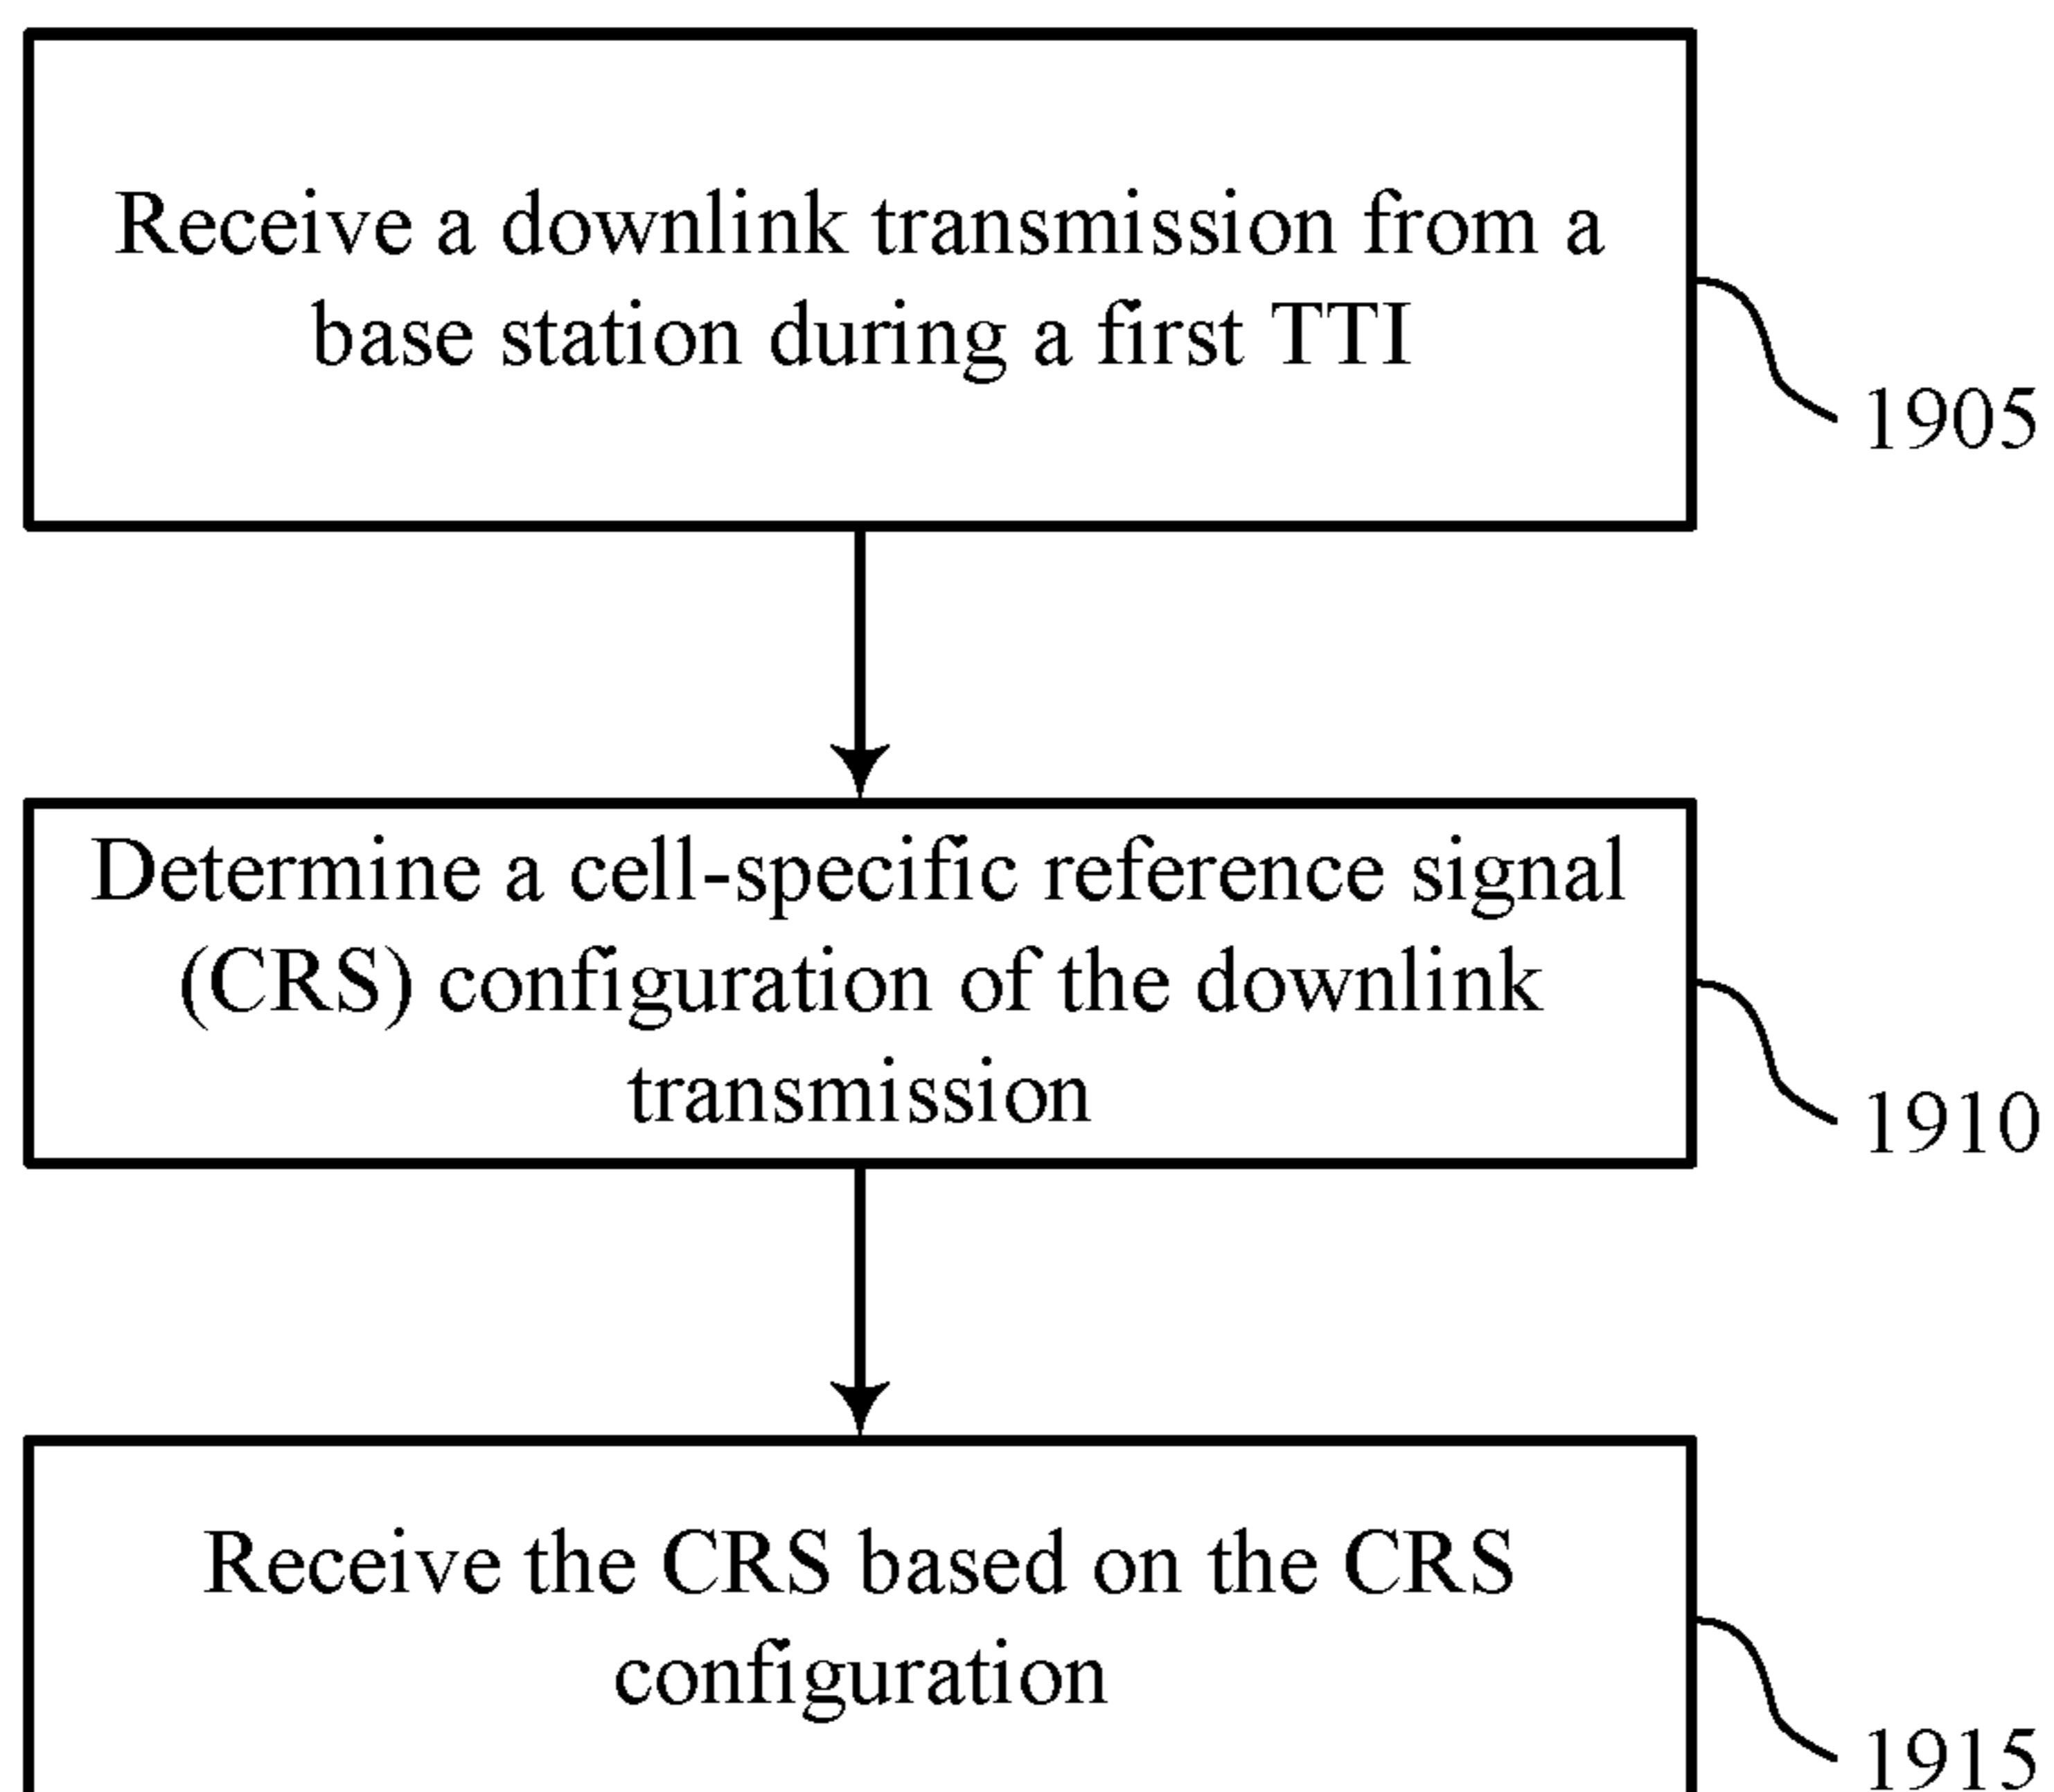 Receive a downlink transmission from a
base station during a first TTI
1905
Determine a cell-specific reference signal
(CRS) configuration of the downlink
transmission
1910
Receive the CRS based on the CRS
configuration
1915